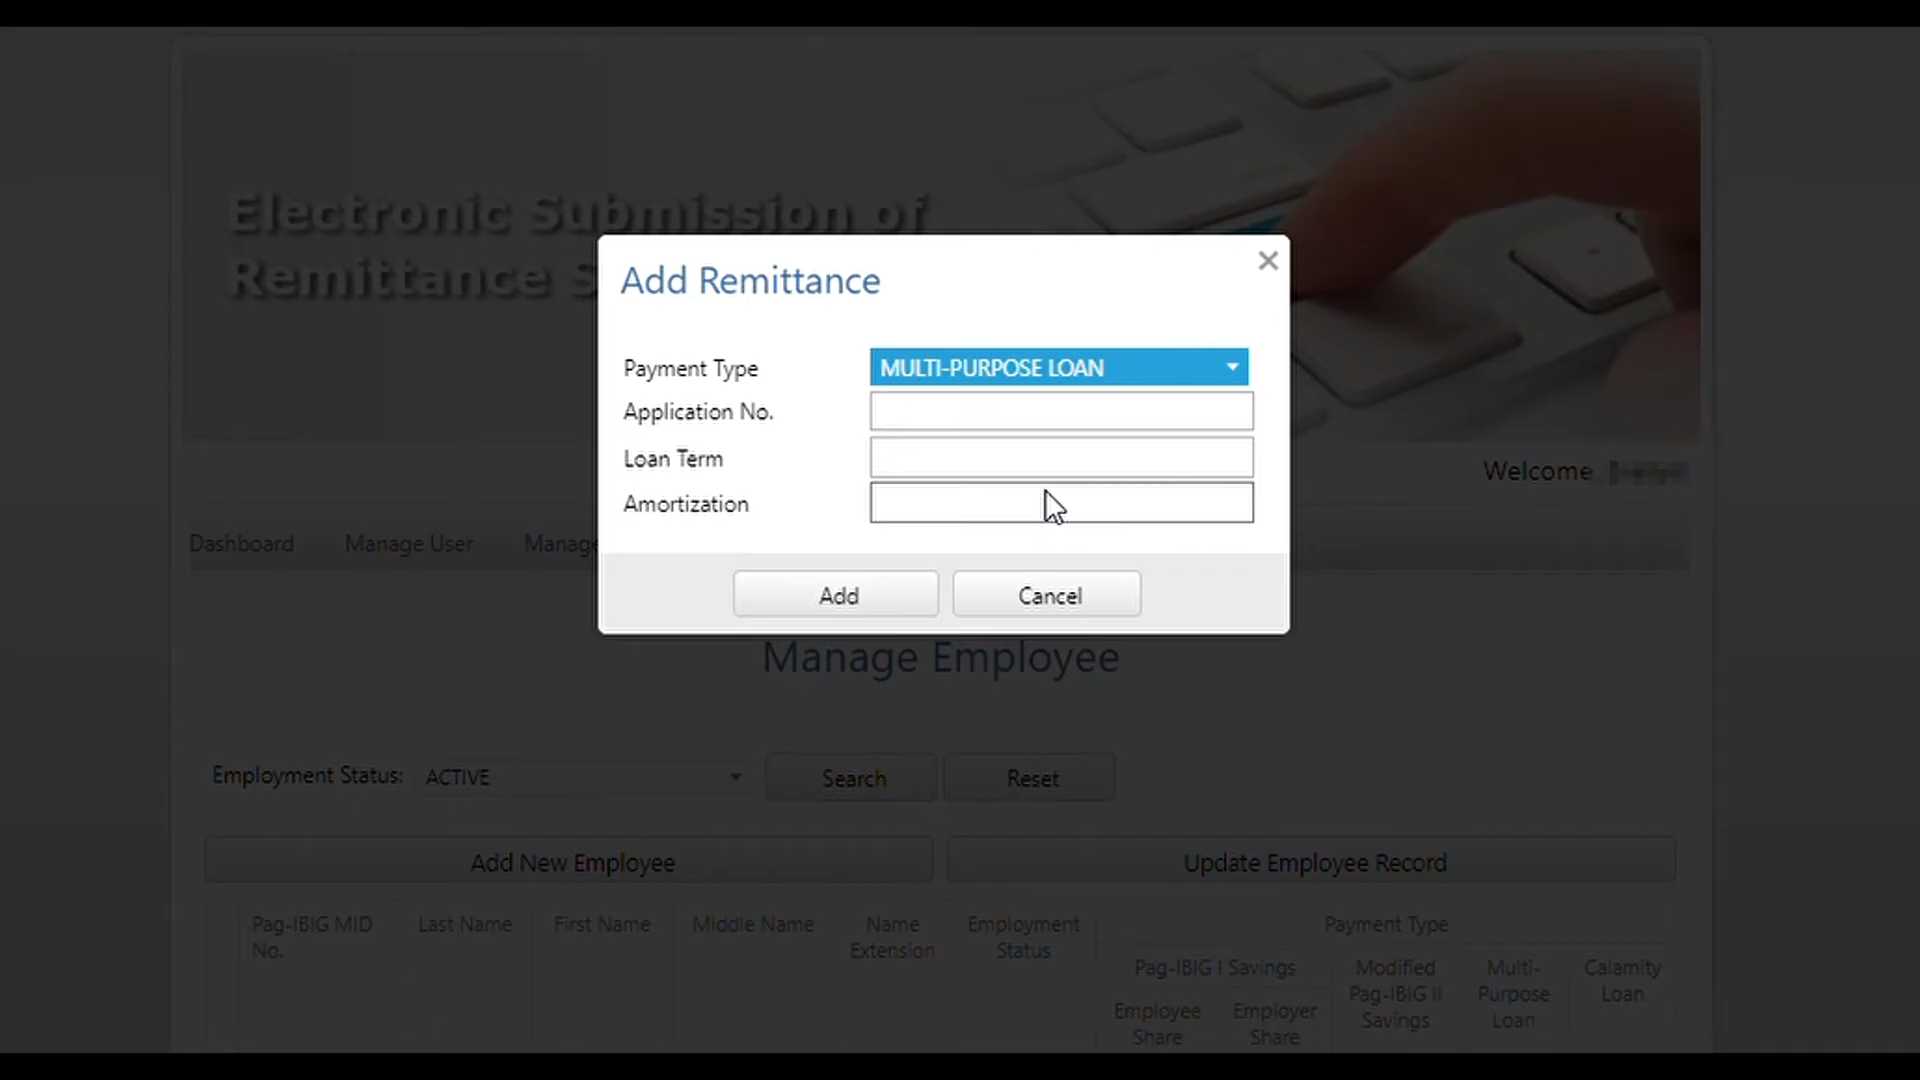 Electronic Submission of
Remittance S
Add Remittance
Payment Type MULTI-PURPOSE LOAN
Application No.
Loan Term
Amortization
Add Cancel
Welcome
Dashboard Manage User Manage
Manage Employee
Employment Status: ACTIVE Search Reset
Add New Employee Update Employee Record
Pag-IBIG MID No. Last Name First Name Middle Name Name Extension Employment Status Payment Type
Pag-IBIG I Savings Modified Pag-IBIG II Savings Multi-Purpose Loan Calamity Loan
Employee Share Employer Share